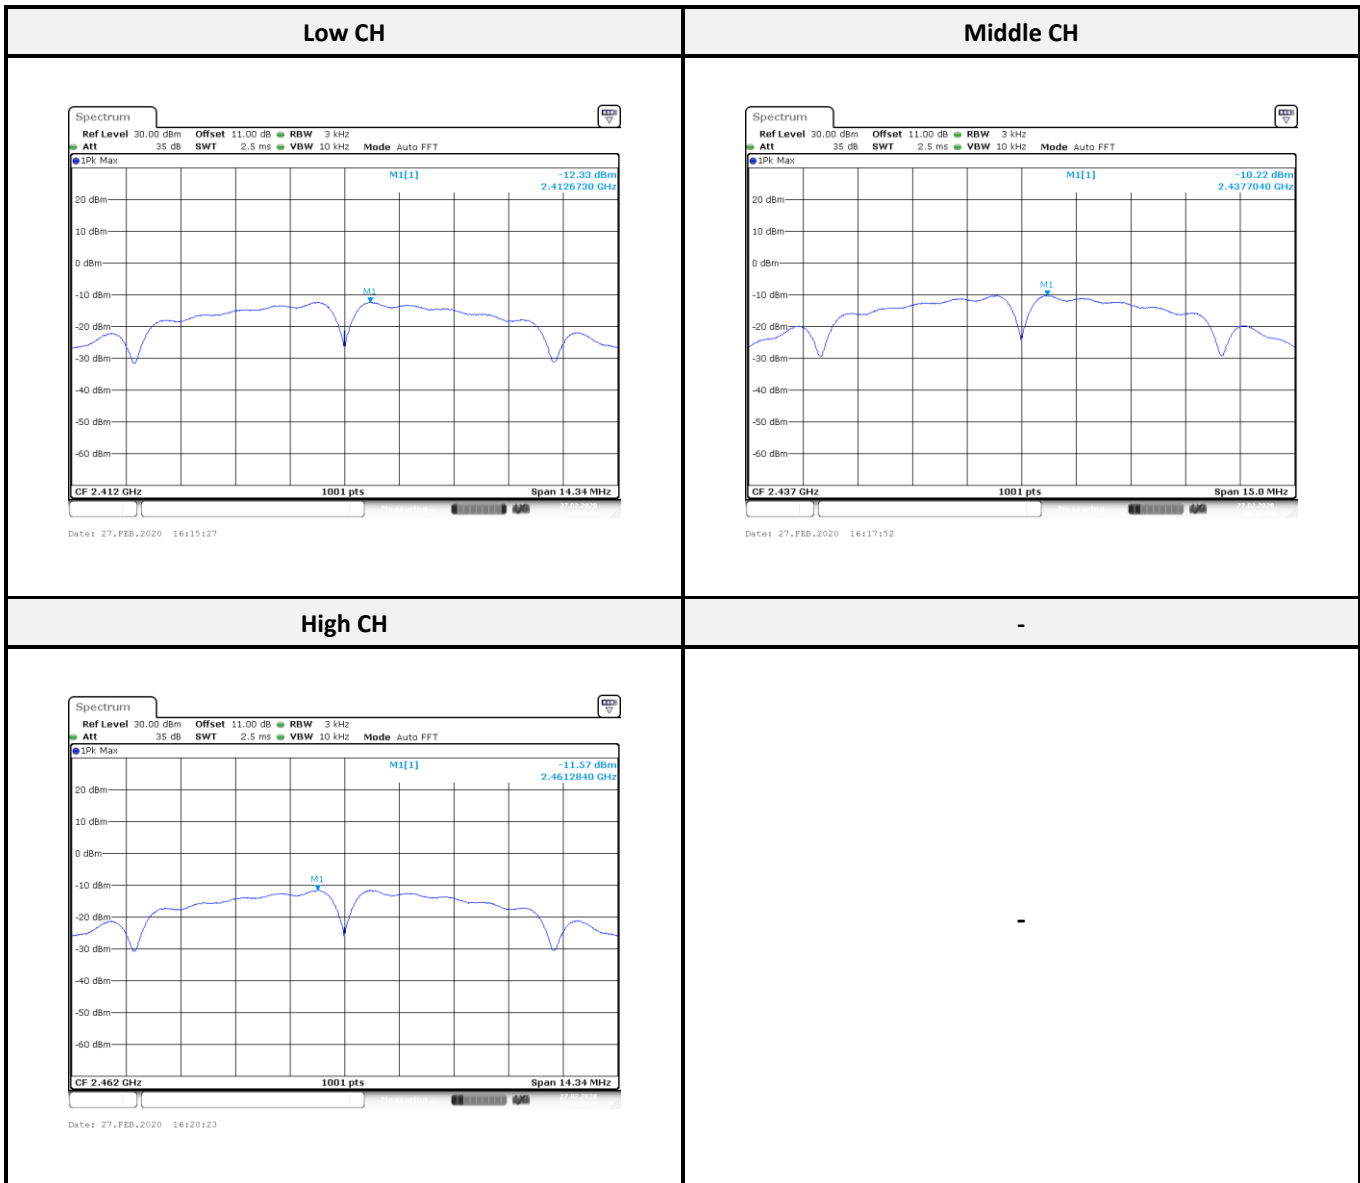 Low CH
Middle CH
Spectrum
Ref Level 30.00 dBm Offset 11.00 dB RBW 3 kHz
Att 35 dB SWT 2.5 ms VBW 10 kHz Mode Auto FFT
1Pk Max
M1[1] -12.33 dBm
2.4126730 GHz
20 dBm
10 dBm
0 dBm
M1
-10 dBm
-20 dBm
-30 dBm
-40 dBm
-50 dBm
-60 dBm
CF 2.412 GHz 1001 pts Span 14.34 MHz
Date: 27.FEB.2020 16:15:27
Spectrum
Ref Level 30.00 dBm Offset 11.00 dB RBW 3 kHz
Att 35 dB SWT 2.5 ms VBW 10 kHz Mode Auto FFT
1Pk Max
M1[1] -10.22 dBm
2.4377040 GHz
20 dBm
10 dBm
0 dBm
M1
-10 dBm
-20 dBm
-30 dBm
-40 dBm
-50 dBm
-60 dBm
CF 2.437 GHz 1001 pts Span 15.0 MHz
Date: 27.FEB.2020 16:17:52
High CH
-
Spectrum
Ref Level 30.00 dBm Offset 11.00 dB RBW 3 kHz
Att 35 dB SWT 2.5 ms VBW 10 kHz Mode Auto FFT
1Pk Max
M1[1] -11.57 dBm
2.4612840 GHz
20 dBm
10 dBm
0 dBm
M1
-10 dBm
-20 dBm
-30 dBm
-40 dBm
-50 dBm
-60 dBm
CF 2.462 GHz 1001 pts Span 14.34 MHz
Date: 27.FEB.2020 16:20:23
-